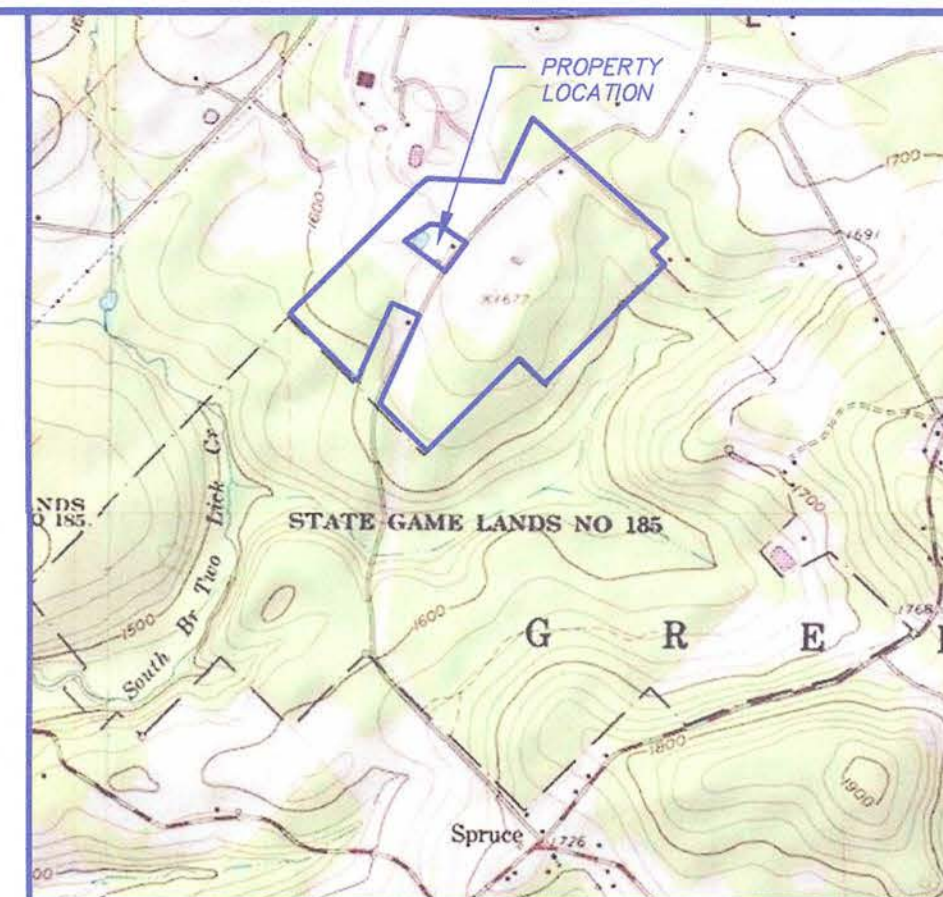 PROPERTY
LOCATION
1600
1700
1691
X1677
NDS
O 185
STATE GAME LANDS NO 185
South Br Two Lick Cr
1500
1600
1700
G R E
1768
1800
1900
Spruce
1726
00